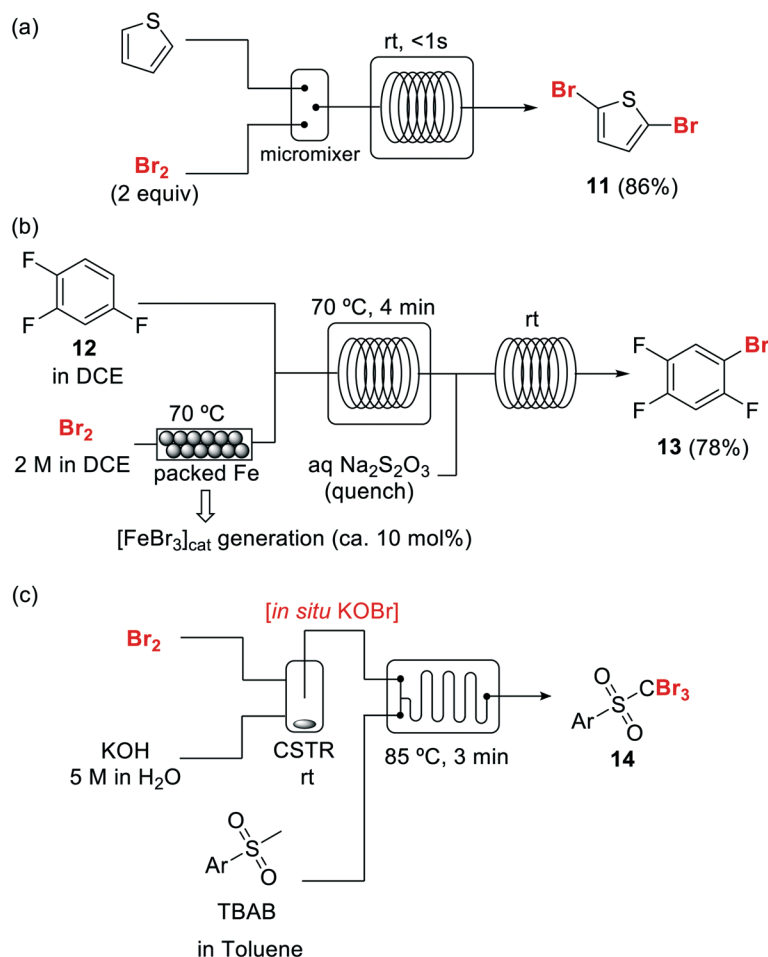 (a)
S
rt, <1s
Br
S
Br
micromixer
Br₂
(2 equiv)
11 (86%)
(b)
F
F
F
12
in DCE
70 ºC, 4 min
rt
F
Br
F
F
13 (78%)
Br₂
2 M in DCE
70 ºC
packed Fe
aq Na₂S₂O₃
(quench)
[FeBr₃]cat generation (ca. 10 mol%)
(c)
[in situ KOBr]
Br₂
KOH
5 M in H₂O
CSTR
rt
85 ºC, 3 min
O
S
CBr₃
Ar
O
14
O
S
Ar
O
TBAB
in Toluene